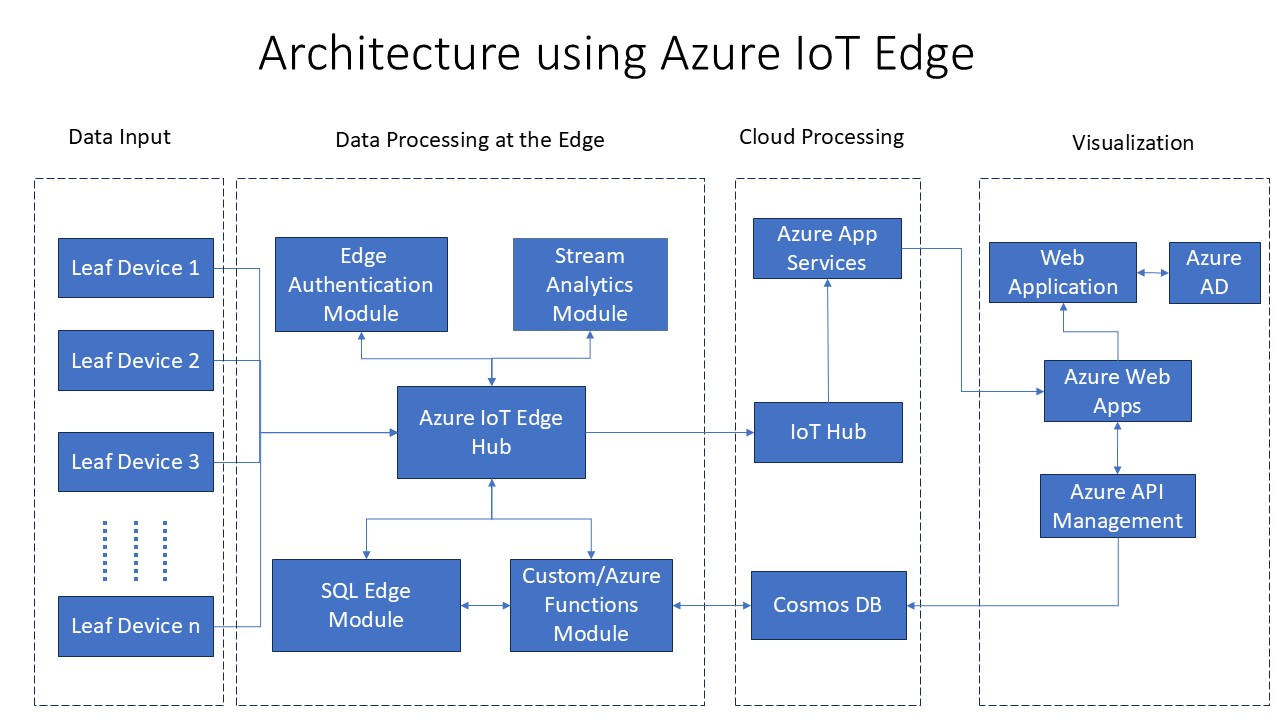 Architecture using Azure IoT Edge
Data Input
Data Processing at the Edge
Cloud Processing
Visualization
Leaf Device 1
Leaf Device 2
Leaf Device 3
Leaf Device n
Edge
Authentication
Module
Stream
Analytics
Module
Azure IoT Edge
Hub
SQL Edge
Module
Custom/Azure
Functions
Module
Azure App
Services
IoT Hub
Cosmos DB
Web
Application
Azure
AD
Azure Web
Apps
Azure API
Management